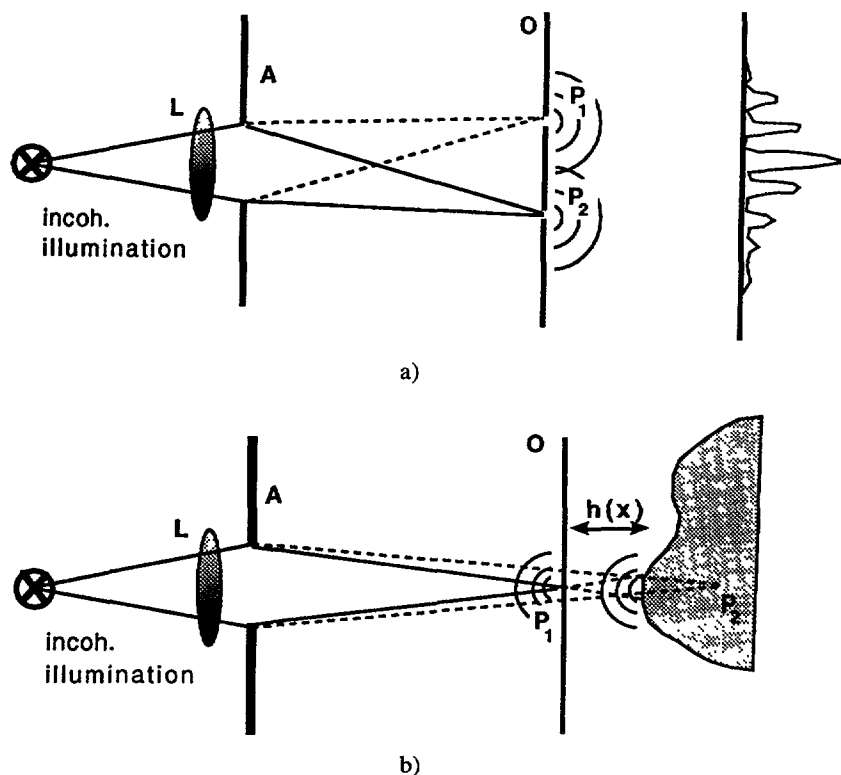 O
A
L
P1
P2
incoh.
illumination
a)
O
A
h(x)
L
P1
P2
incoh.
illumination
b)